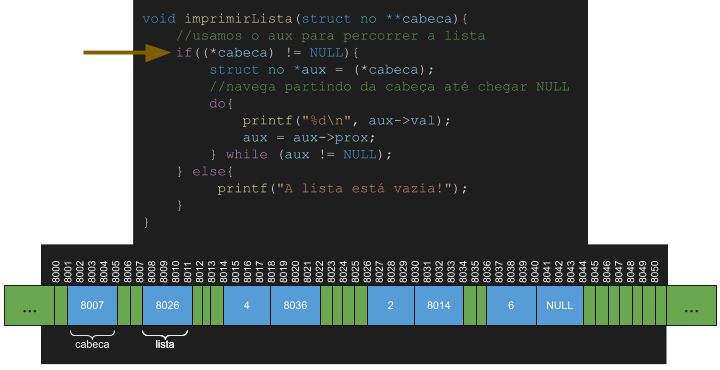 void imprimirLista(struct no **cabeca){
//usamos o aux para percorrer a lista
if((*cabeca) != NULL){
struct no *aux = (*cabeca);
//navega partindo da cabeça até chegar NULL
do{
printf("%d\n", aux->val);
aux = aux->prox;
} while (aux != NULL);
} else{
printf("A lista está vazia!");
}
}
8000 8001 8002 8003 8004 8005 8006 8007 8008 8009 8010 8011 8012 8013 8014 8015 8016 8017 8018 8019 8020 8021 8022 8023 8024 8025 8026 8027 8028 8029 8030 8031 8032 8033 8034 8035 8036 8037 8038 8039 8040 8041 8042 8043 8044 8045 8046 8047 8048 8049 8050
... 8007 8026 4 8036 2 8014 6 NULL ...
cabeca lista